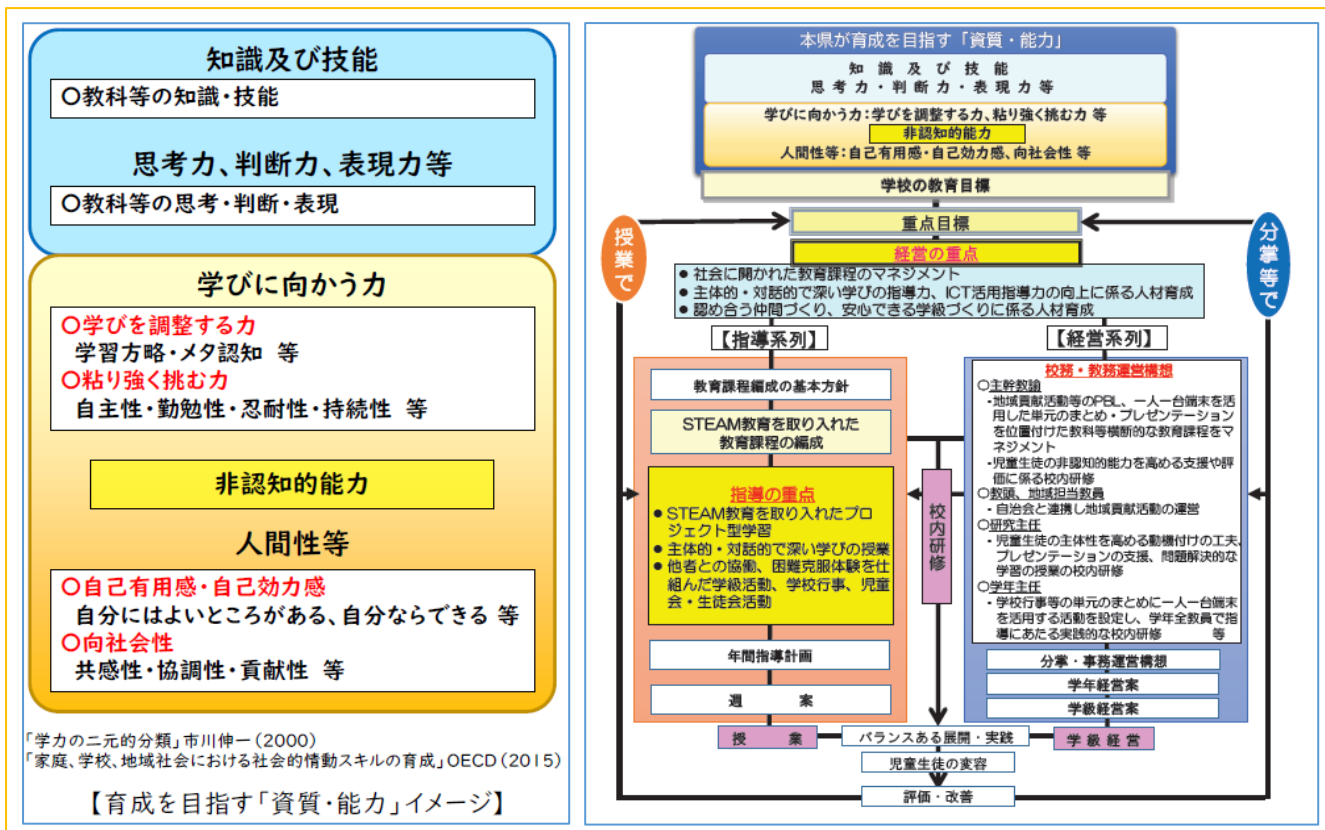 知識及び技能
〇教科等の知識・技能
思考力、判断力、表現力等
〇教科等の思考・判断・表現
学びに向かう力
〇学びを調整する力
学習方略・メタ認知 等
〇粘り強く挑む力
自主性・勤勉性・忍耐性・持続性 等
非認知的能力
人間性等
〇自己有用感・自己効力感
自分にはよいところがある、自分ならできる 等
〇向社会性
共感性・協調性・貢献性 等
「学力の二元的分類」市川伸一(2000)
「家庭、学校、地域社会における社会的情動スキルの育成」OECD(2015)
【育成を目指す「資質・能力」イメージ】
本県が育成を目指す「資質・能力」
知識及び技能
思考力・判断力・表現力等
学びに向かう力:学びを調整する力、粘り強く挑む力 等
非認知的能力
人間性等:自己有用感・自己効力感、向社会性 等
学校の教育目標
重点目標
授業で
分掌等で
経営の重点
● 社会に開かれた教育課程のマネジメント
● 主体的・対話的で深い学びの指導力、ICT活用指導力の向上に係る人材育成
● 認め合う仲間づくり、安心できる学級づくりに係る人材育成
【指導系列】
教育課程編成の基本方針
STEAM教育を取り入れた
教育課程の編成
指導の重点
● STEAM教育を取り入れたプロ
ジェクト型学習
● 主体的・対話的で深い学びの授業
● 他者との協働、困難克服体験を仕
組んだ学級活動、学校行事、児童
会・生徒会活動
年間指導計画
週 案
授 業
校内研修
【経営系列】
校務・教務運営構想
〇主幹教諭
・地域貢献活動等のPBL、一人一台端末を活
用した単元のまとめ・プレゼンテーション
を位置付けた教科等横断的な教育課程をマ
ネジメント
・児童生徒の非認知的能力を高める支援や評
価に係る校内研修
〇教頭、地域担当教員
・自治会と連携し地域貢献活動の運営
〇研究主任
・児童生徒の主体性を高める動機付けの工夫、
プレゼンテーションの支援、問題解決的な
学習の授業の校内研修
〇学年主任
・学校行事等の単元のまとめに一人一台端末
を活用する活動を設定し、学年全教員で指
導にあたる実践的な校内研修 等
分掌・事務運営構想
学年経営案
学級経営案
学級経営
バランスある展開・実践
児童生徒の変容
評価・改善